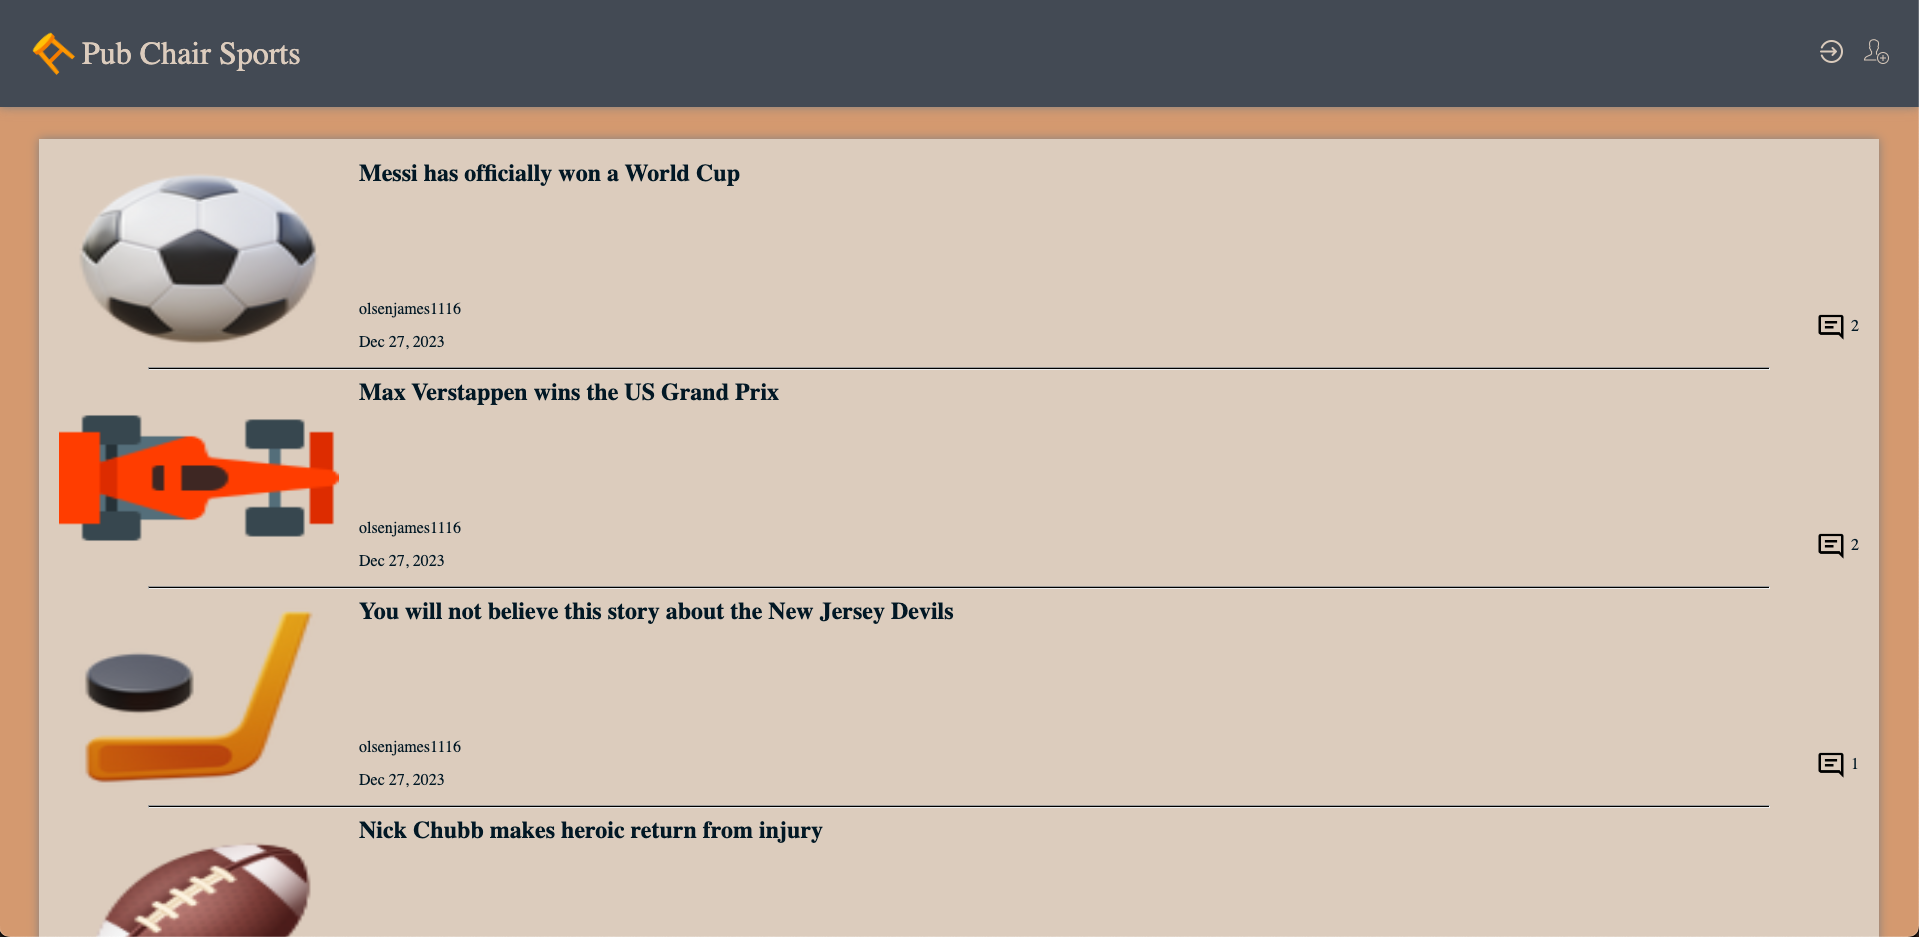 Pub Chair Sports
Messi has officially won a World Cup
olsenjames1116
Dec 27, 2023
2
Max Verstappen wins the US Grand Prix
olsenjames1116
Dec 27, 2023
2
You will not believe this story about the New Jersey Devils
olsenjames1116
Dec 27, 2023
1
Nick Chubb makes heroic return from injury